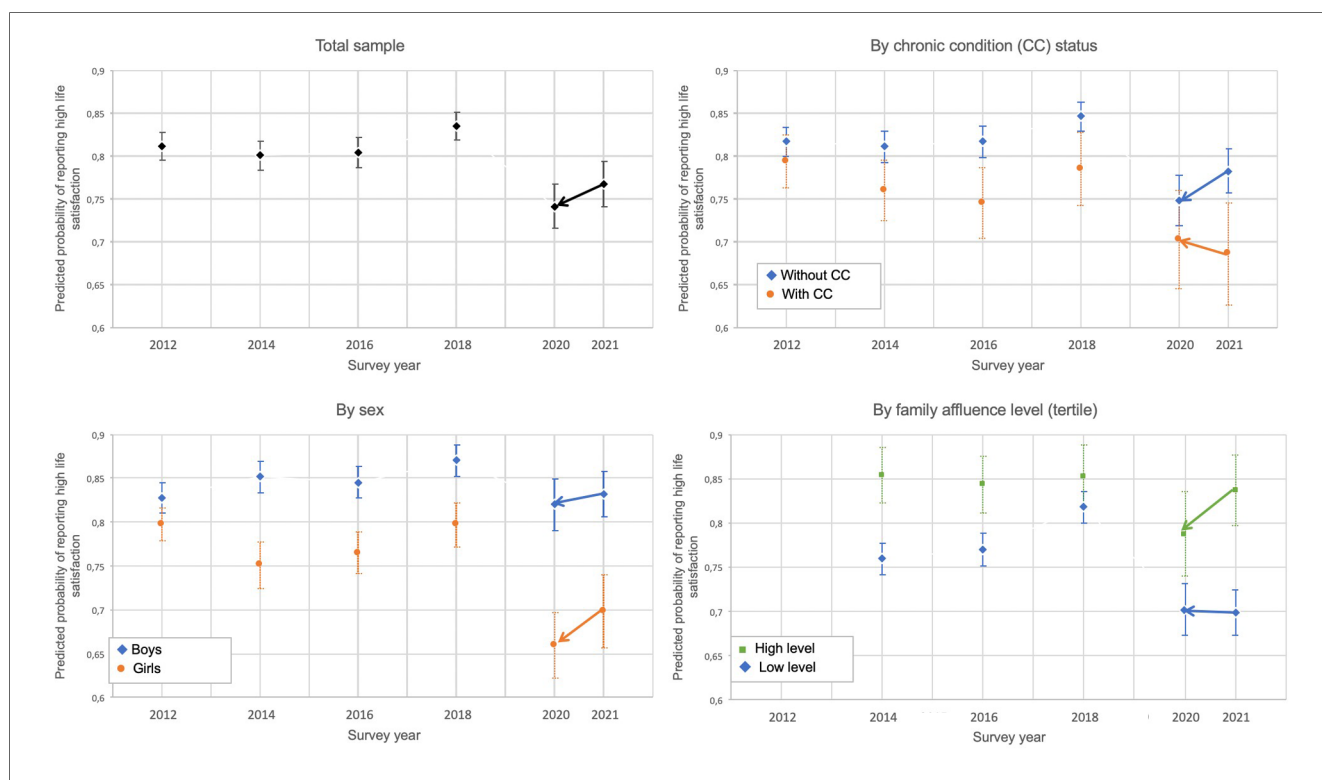 Total sample
Predicted probability of reporting high life
satisfaction
0,9
0,85
0,8
0,75
0,7
0,65
0,6
2012 2014 2016 2018 2020 2021
Survey year
By chronic condition (CC) status
Predicted probability of reporting high life
satisfaction
0,9
0,85
0,8
0,75
0,7
0,65
0,6
Without CC
With CC
2012 2014 2016 2018 2020 2021
Survey year
By sex
Predicted probability of reporting high life
satisfaction
0,9
0,85
0,8
0,75
0,7
0,65
0,6
Boys
Girls
2012 2014 2016 2018 2020 2021
Survey year
By family affluence level (tertile)
Predicted probability of reporting high life
satisfaction
0,9
0,85
0,8
0,75
0,7
0,65
0,6
High level
Low level
2012 2014 2016 2018 2020 2021
Survey year